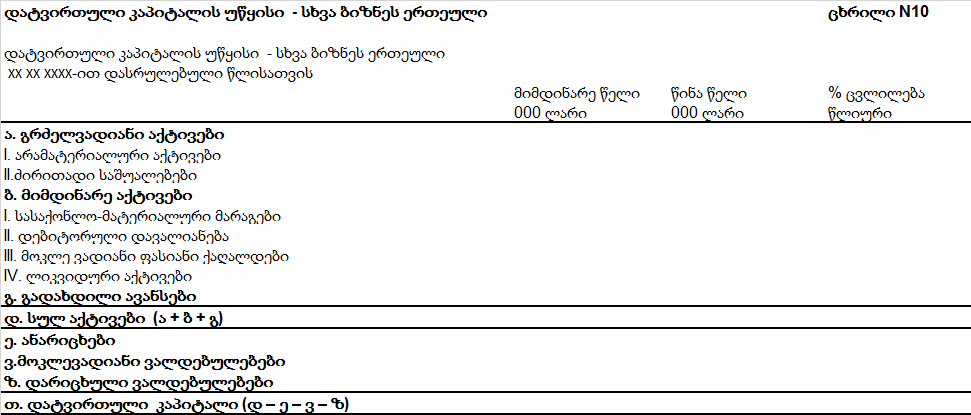 დატვირთული კაპიტალის უწყისი - სხვა ბიზნეს ერთეული ცხრილი N10
დატვირთული კაპიტალის უწყისი - სხვა ბიზნეს ერთეული
xx xx xxxx-ით დასრულებული წლისათვის
მიმდინარე წელი წინა წელი % ცვლილება
000 ლარი 000 ლარი წლიური
ა. გრძელვადიანი აქტივები
I. არამატერიალური აქტივები
II.ძირითადი საშუალებები
ბ. მიმდინარე აქტივები
I. სასაქონლო-მატერიალური მარაგები
II. დებიტორული დავალიანება
III. მოკლე ვადიანი ფასიანი ქაღალდები
IV. ლიკვიდური აქტივები
გ. გადახდილი ავანსები
დ. სულ აქტივები (ა + ბ + გ)
ე. ანარიცხები
ვ.მოკლევადიანი ვალდებულებები
ზ. დარიცხული ვალდებულებები
თ. დატვირთული კაპიტალი (დ – ე – ვ – ზ)